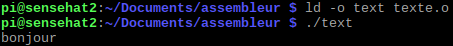 pi@sensehat2:~/Documents/assembleur $ ld -o text texte.o
pi@sensehat2:~/Documents/assembleur $ ./text
bonjour